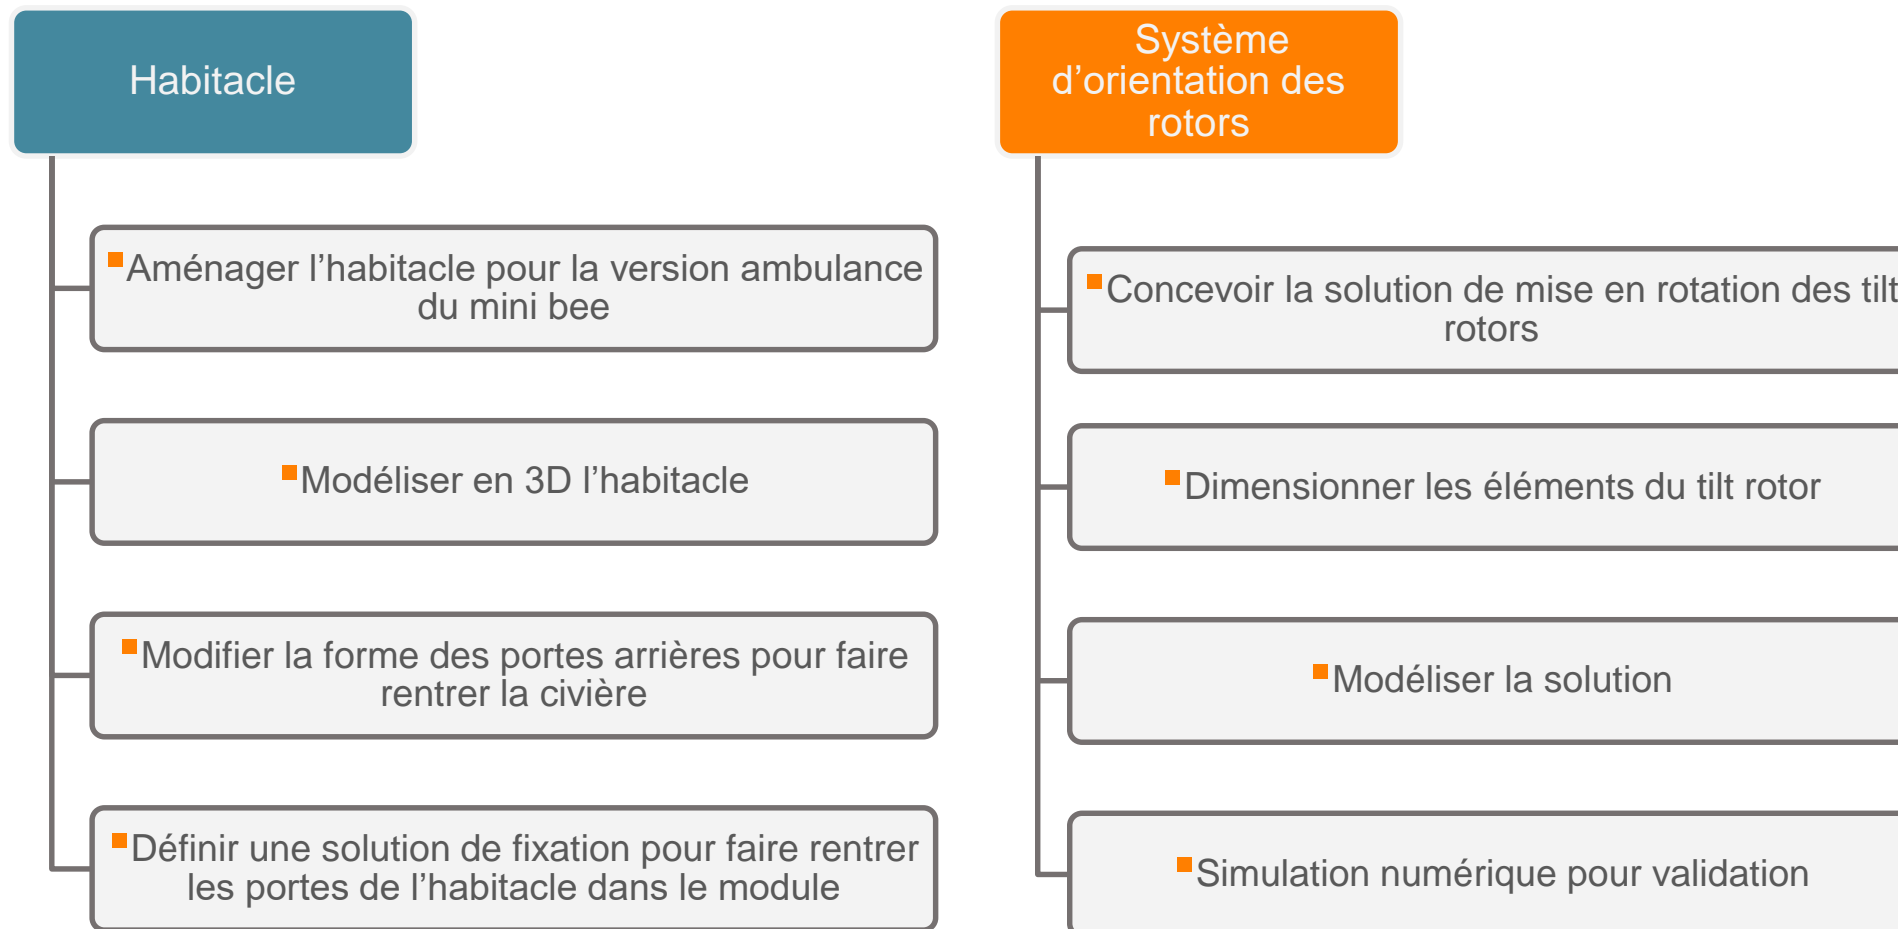 Habitacle
Aménager l’habitacle pour la version ambulance
du mini bee
Modéliser en 3D l’habitacle
Modifier la forme des portes arrières pour faire
rentrer la civière
Définir une solution de fixation pour faire rentrer
les portes de l’habitacle dans le module
Système
d’orientation des
rotors
Concevoir la solution de mise en rotation des tilt
rotors
Dimensionner les éléments du tilt rotor
Modéliser la solution
Simulation numérique pour validation